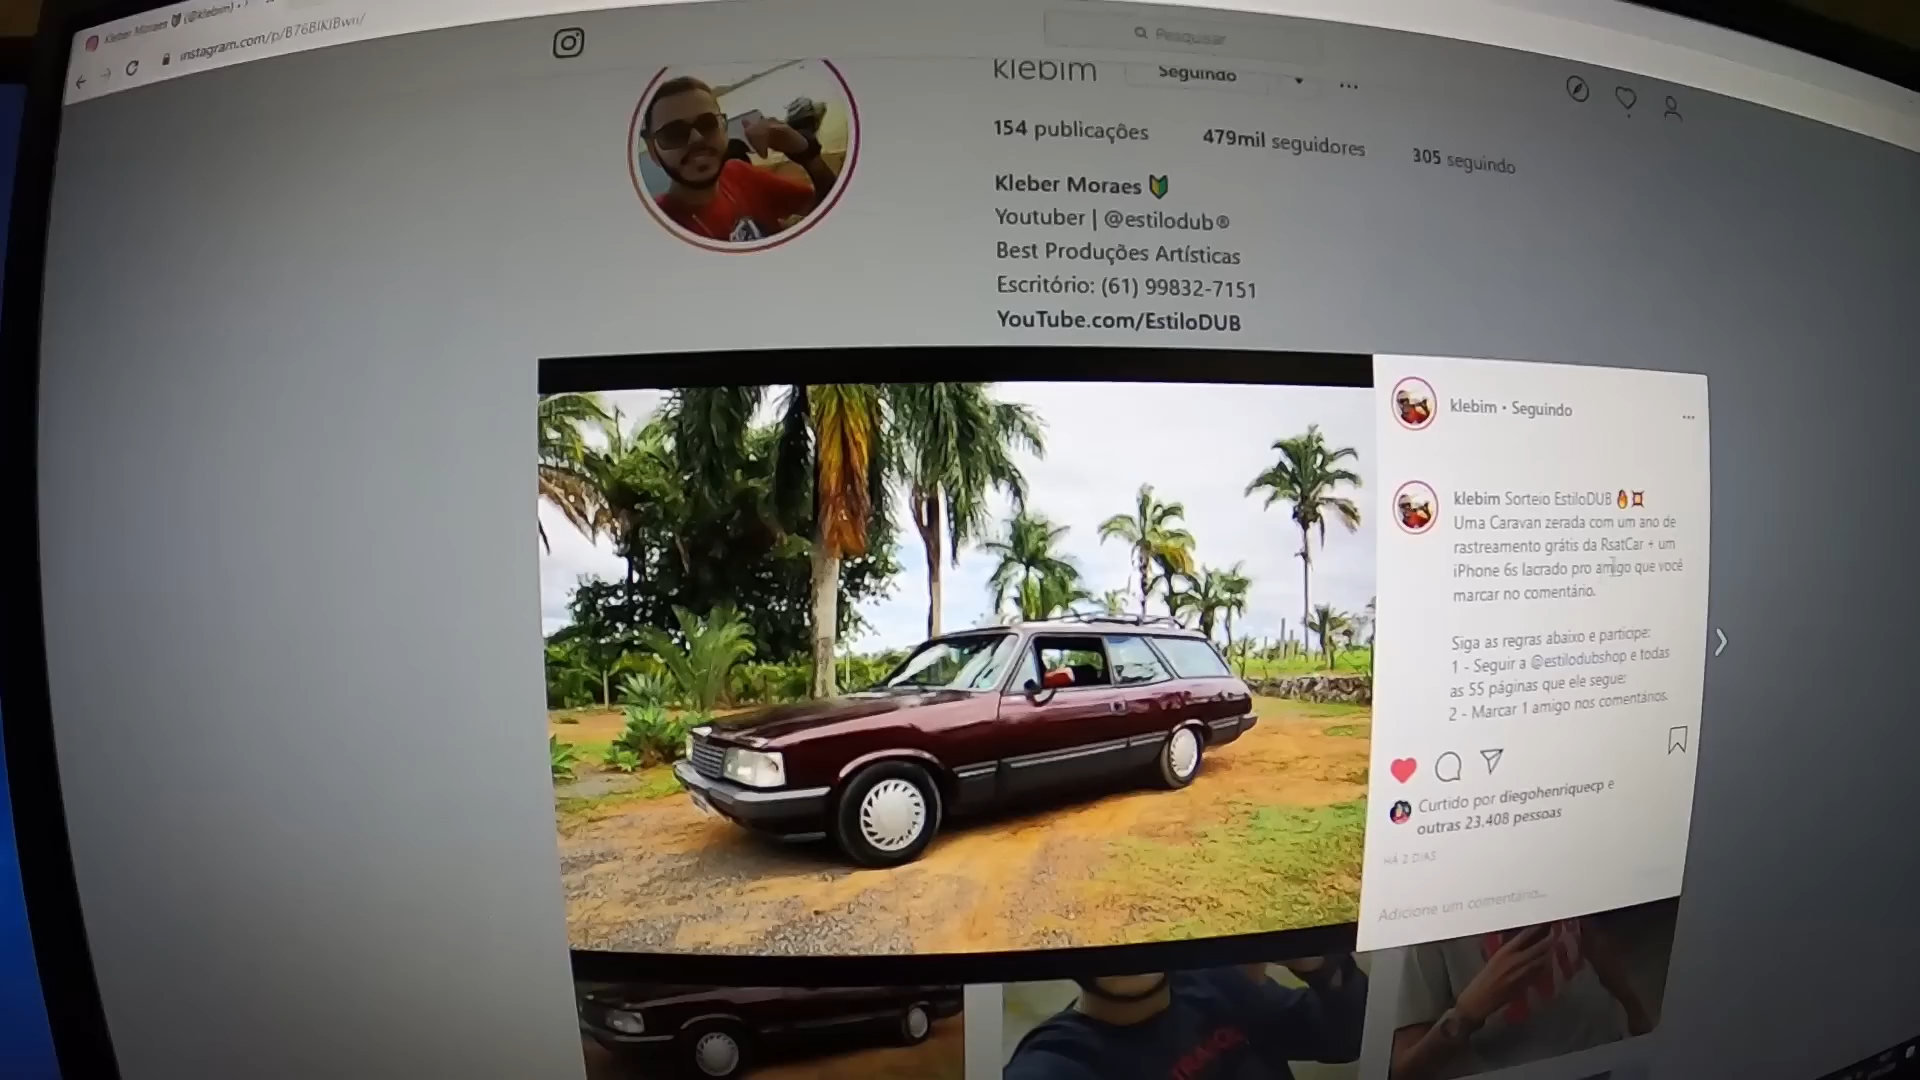 Kleber Moraes (@klebim) •
instagram.com/p/B76BIKIBwn/
Pesquisar
klebim Seguindo ...
154 publicações 479mil seguidores 305 seguindo
Kleber Moraes
Youtuber | @estilodub®
Best Produções Artísticas
Escritório: (61) 99832-7151
YouTube.com/EstiloDUB
klebim • Seguindo ...
klebim Sorteio EstiloDUB 🔥💥
Uma Caravan zerada com um ano de
rastreamento grátis da RsatCar + um
iPhone 6s lacrado pro amigo que você
marcar no comentário.
Siga as regras abaixo e participe:
1 - Seguir a @estilodubshop e todas
as 55 páginas que ele segue;
2 - Marcar 1 amigo nos comentários.
Curtido por diegohenriquecp e
outras 23.408 pessoas
HÁ 2 DIAS
Adicione um comentário...